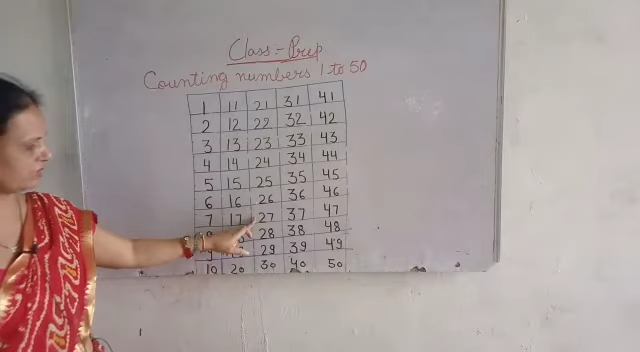 Class - Prep
Counting numbers 1 to 50
1 11 21 31 41
2 12 22 32 42
3 13 23 33 43
4 14 24 34 44
5 15 25 35 45
6 16 26 36 46
7 17 27 37 47
28 38 48
29 39 49
10 20 30 40 50